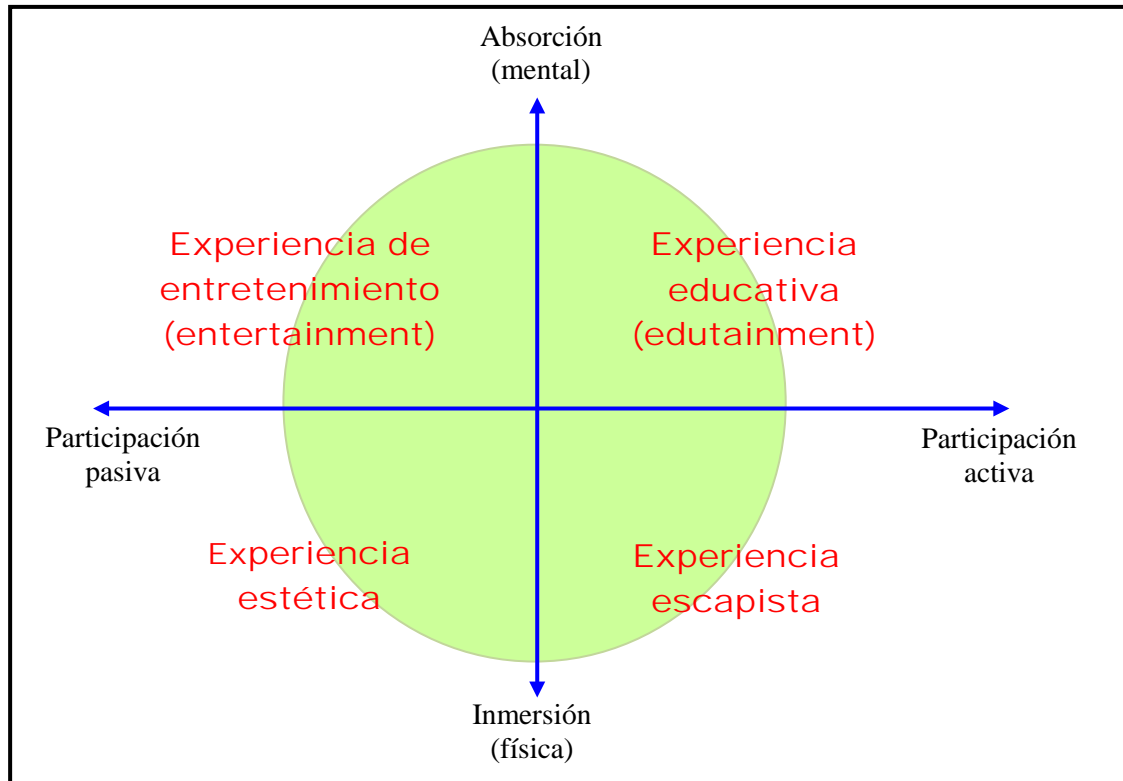 Absorción
(mental)
Experiencia de
entretenimiento
(entertainment)
Experiencia
educativa
(edutainment)
Participación
pasiva
Participación
activa
Experiencia
estética
Experiencia
escapista
Inmersión
(física)